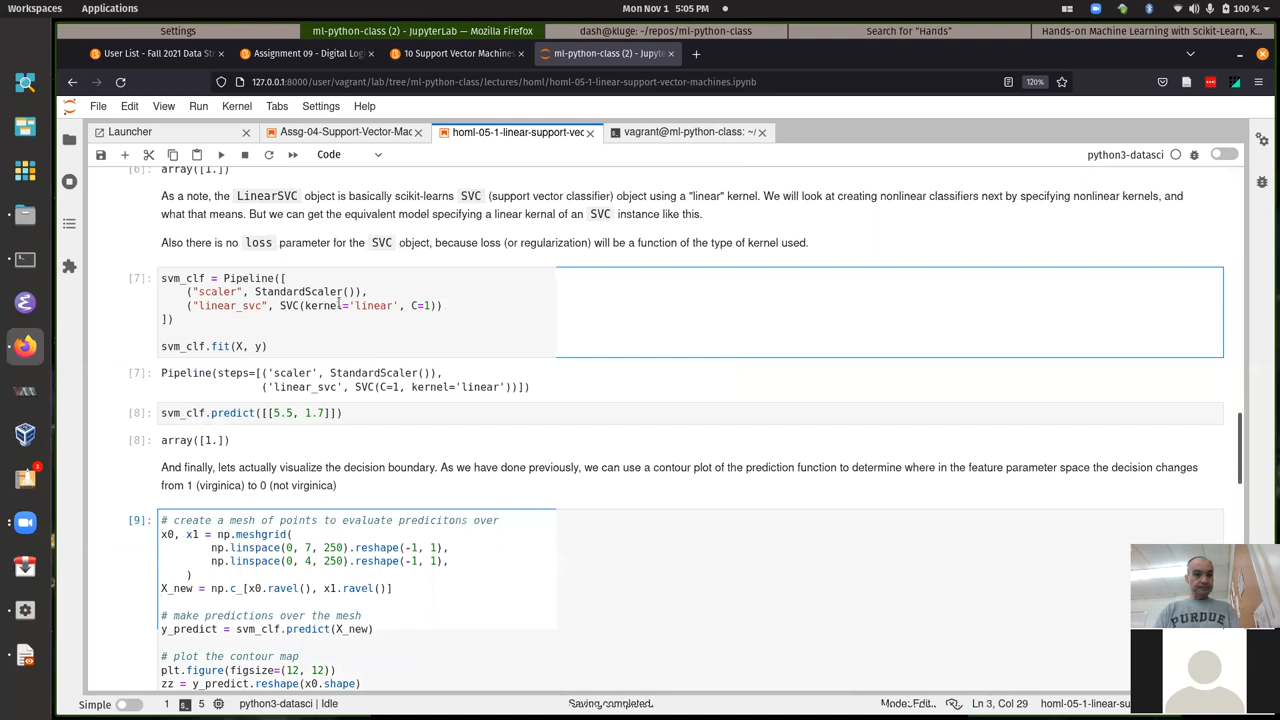 Workspaces
Applications
Mon Nov 1 5:05 PM
100 %
Settings
ml-python-class (2) - JupyterLab — Mozilla Firefox
dash@kluge: ~/repos/ml-python-class
Search for "Hands"
Hands-on Machine Learning with Scikit-Learn, K...
User List - Fall 2021 Data St
Assignment 09 - Digital Logi
10 Support Vector Machines
ml-python-class (2) - Jupyte
127.0.0.1:8000/user/vagrant/lab/tree/ml-python-class/lectures/homl/homl-05-1-linear-support-vector-machines.ipynb
120%
File Edit View Run Kernel Tabs Settings Help
Launcher
Assg-04-Support-Vector-Mac
homl-05-1-linear-support-vec
vagrant@ml-python-class: ~/
Code
python3-datasci
[6]: array([1.])
As a note, the LinearSVC object is basically scikit-learns SVC (support vector classifier) object using a "linear" kernel. We will look at creating nonlinear classifiers next by specifying nonlinear kernels, and
what that means. But we can get the equivalent model specifying a linear kernal of an SVC instance like this.
Also there is no loss parameter for the SVC object, because loss (or regularization) will be a function of the type of kernel used.
[7]: svm_clf = Pipeline([
("scaler", StandardScaler()),
("linear_svc", SVC(kernel='linear', C=1))
])
svm_clf.fit(X, y)
[7]: Pipeline(steps=[('scaler', StandardScaler()),
('linear_svc', SVC(C=1, kernel='linear'))])
[8]: svm_clf.predict([[5.5, 1.7]])
[8]: array([1.])
And finally, lets actually visualize the decision boundary. As we have done previously, we can use a contour plot of the prediction function to determine where in the feature parameter space the decision changes
from 1 (virginica) to 0 (not virginica)
[9]: # create a mesh of points to evaluate predicitons over
x0, x1 = np.meshgrid(
np.linspace(0, 7, 250).reshape(-1, 1),
np.linspace(0, 4, 250).reshape(-1, 1),
)
X_new = np.c_[x0.ravel(), x1.ravel()]
# make predictions over the mesh
y_predict = svm_clf.predict(X_new)
# plot the contour map
plt.figure(figsize=(12, 12))
zz = y_predict.reshape(x0.shape)
PURDUE
3
Simple
1
5
python3-datasci | Idle
Saving completed
Mode: Edit
Ln 3, Col 29
homl-05-1-linear-su